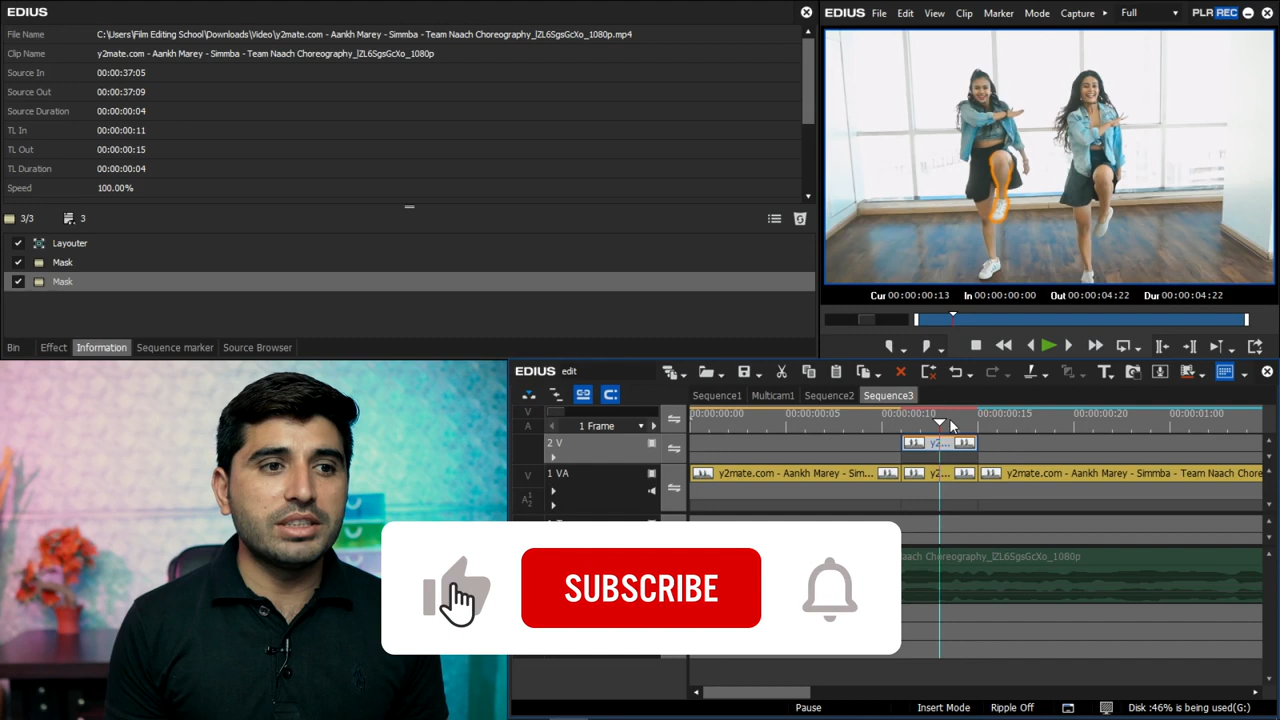 EDIUS
File Name C:\Users\Film Editing School\Downloads\Video\y2mate.com - Aankh Marey - Simmba - Team Naach Choreography_lZL6SgsGcXo_1080p.mp4
Clip Name y2mate.com - Aankh Marey - Simmba - Team Naach Choreography_lZL6SgsGcXo_1080p
Source In 00:00:37:05
Source Out 00:00:37:09
Source Duration 00:00:00:04
TL In 00:00:00:11
TL Out 00:00:00:15
TL Duration 00:00:00:04
Speed 100.00%
3/3 3
Layouter
Mask
Mask
Bin Effect Information Sequence marker Source Browser
EDIUS File Edit View Clip Marker Mode Capture Full PLR REC
Cur 00:00:00:13 In 00:00:00:00 Out 00:00:04:22 Dur 00:00:04:22
EDIUS edit
Sequence1 Multicam1 Sequence2 Sequence3
V
A
1 Frame
00:00:00:00 00:00:00:05 00:00:00:10 00:00:00:15 00:00:00:20 00:00:01:00
2 V
y2...
V
A12
1 VA
y2mate.com - Aankh Marey - Sim... y2... y2mate.com - Aankh Marey - Simmba - Team Naach Chore
aach Choreography_lZL6SgsGcXo_1080p
SUBSCRIBE
Pause Insert Mode Ripple Off Disk :46% is being used(G:)